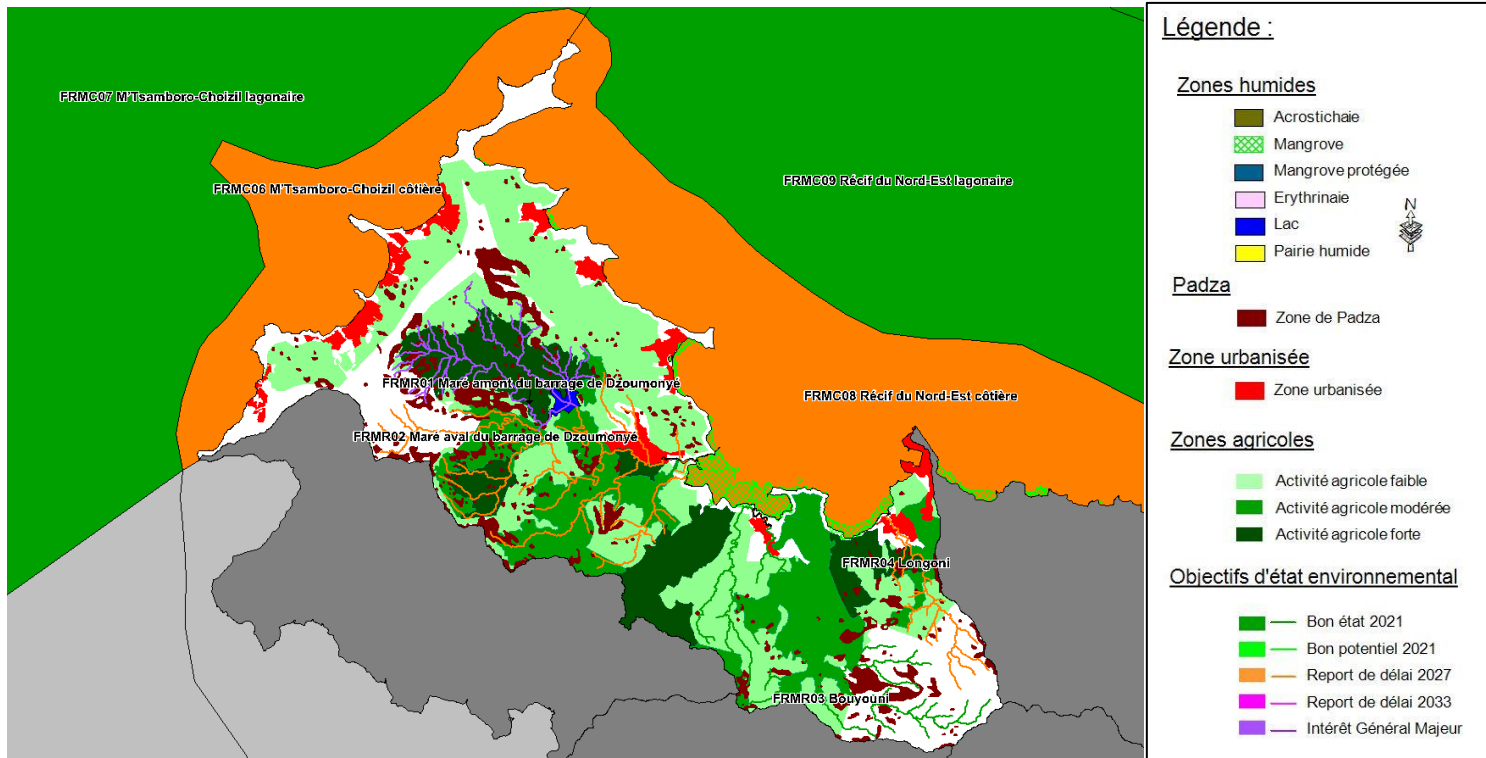 FRMC07 M'Tsamboro-Choizil lagonaire
FRMC06 M'Tsamboro-Choizil côtière
FRMC09 Récif du Nord-Est lagonaire
FRMR01 Maré amont du barrage de Dzoumonyé
FRMC08 Récif du Nord-Est côtière
FRMR02 Maré aval du barrage de Dzoumonyé
FRMR04 Longoni
FRMR03 Bouyouni
Légende :
Zones humides
Acrostichaie
Mangrove
Mangrove protégée
Erythrinaie
Lac
Pairie humide
N
Padza
Zone de Padza
Zone urbanisée
Zone urbanisée
Zones agricoles
Activité agricole faible
Activité agricole modérée
Activité agricole forte
Objectifs d'état environnemental
Bon état 2021
Bon potentiel 2021
Report de délai 2027
Report de délai 2033
Intérêt Général Majeur